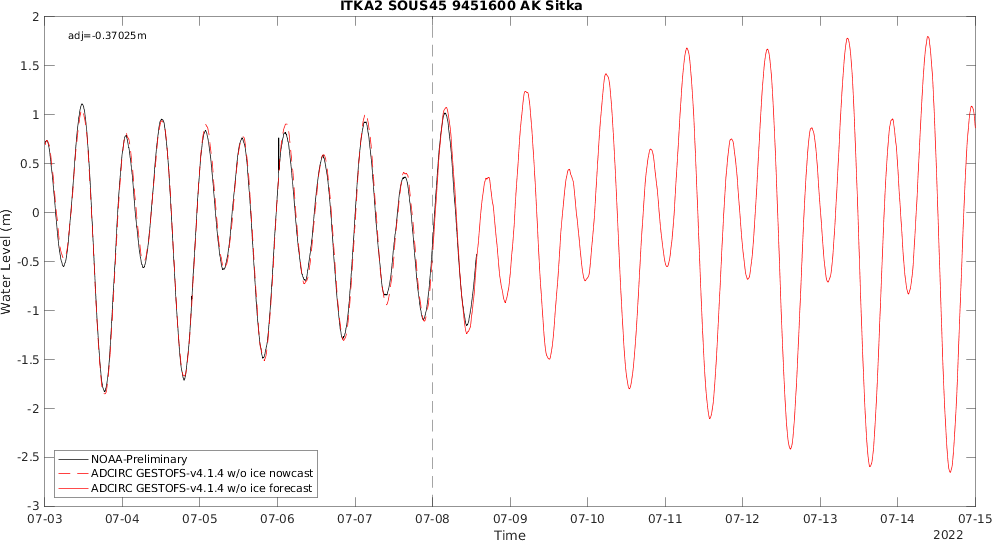 ITKA2 SOUS45 9451600 AK Sitka
adj=-0.37025m
2
1.5
1
0.5
0
-0.5
-1
-1.5
-2
-2.5
-3
Water Level (m)
NOAA-Preliminary
ADCIRC GESTOFS-v4.1.4 w/o ice nowcast
ADCIRC GESTOFS-v4.1.4 w/o ice forecast
07-03 07-04 07-05 07-06 07-07 07-08 07-09 07-10 07-11 07-12 07-13 07-14 07-15
Time
2022